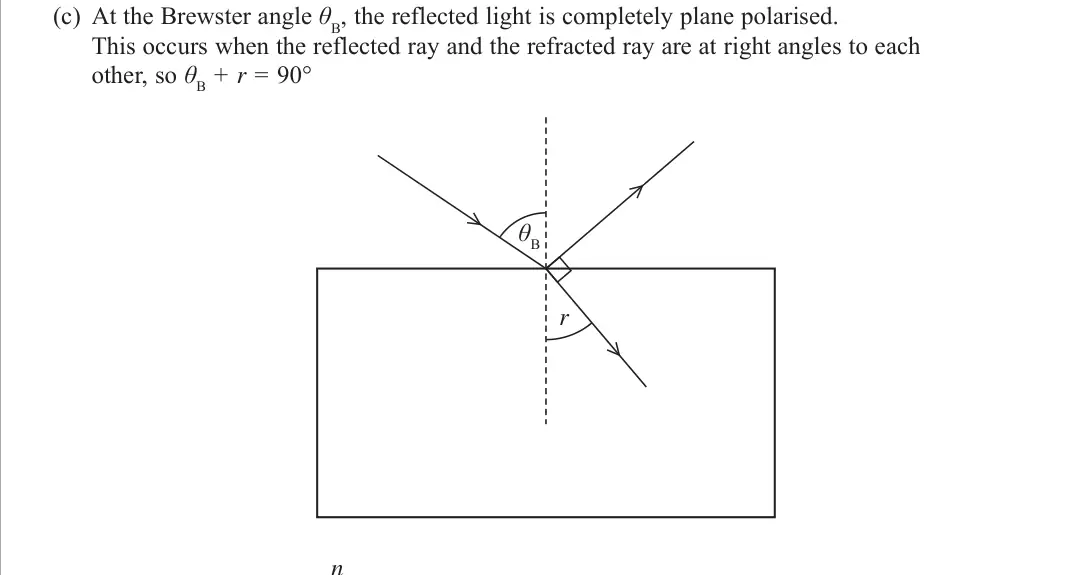 (c) At the Brewster angle θB, the reflected light is completely plane polarised.
This occurs when the reflected ray and the refracted ray are at right angles to each
other, so θB + r = 90°
θB
r
n